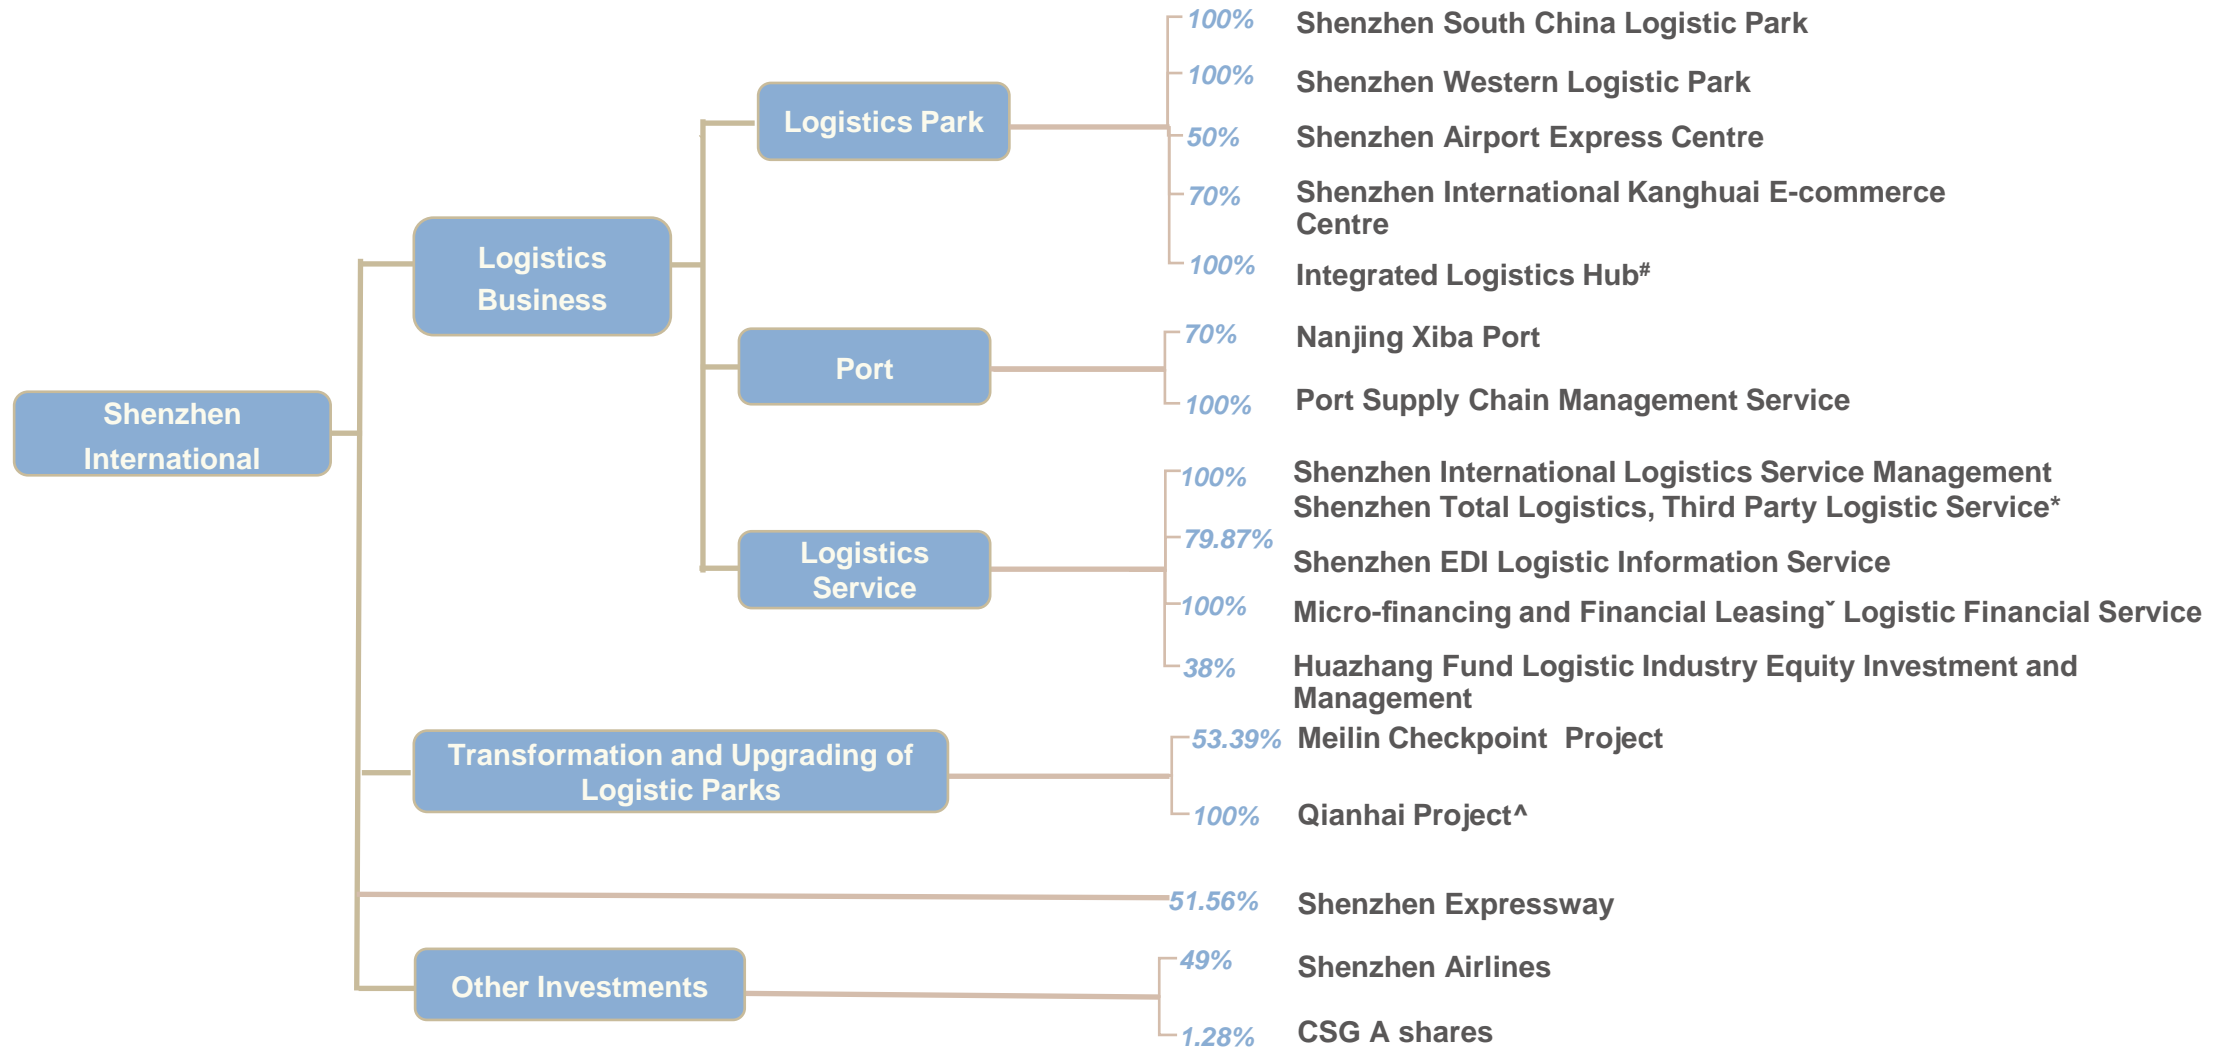 100% Shenzhen South China Logistic Park
100% Shenzhen Western Logistic Park
Logistics Park
50% Shenzhen Airport Express Centre
70% Shenzhen International Kanghuai E-commerce
Centre
Logistics
Business
100% Integrated Logistics Hub#
70% Nanjing Xiba Port
Port
100% Port Supply Chain Management Service
Shenzhen
International
100% Shenzhen International Logistics Service Management
Shenzhen Total Logistics, Third Party Logistic Service*
79.87%
Logistics
Service
Shenzhen EDI Logistic Information Service
100% Micro-financing and Financial Leasingˇ Logistic Financial Service
38% Huazhang Fund Logistic Industry Equity Investment and
Management
Transformation and Upgrading of
Logistic Parks
53.39% Meilin Checkpoint Project
100% Qianhai Project^
51.56% Shenzhen Expressway
Other Investments
49% Shenzhen Airlines
1.28% CSG A shares